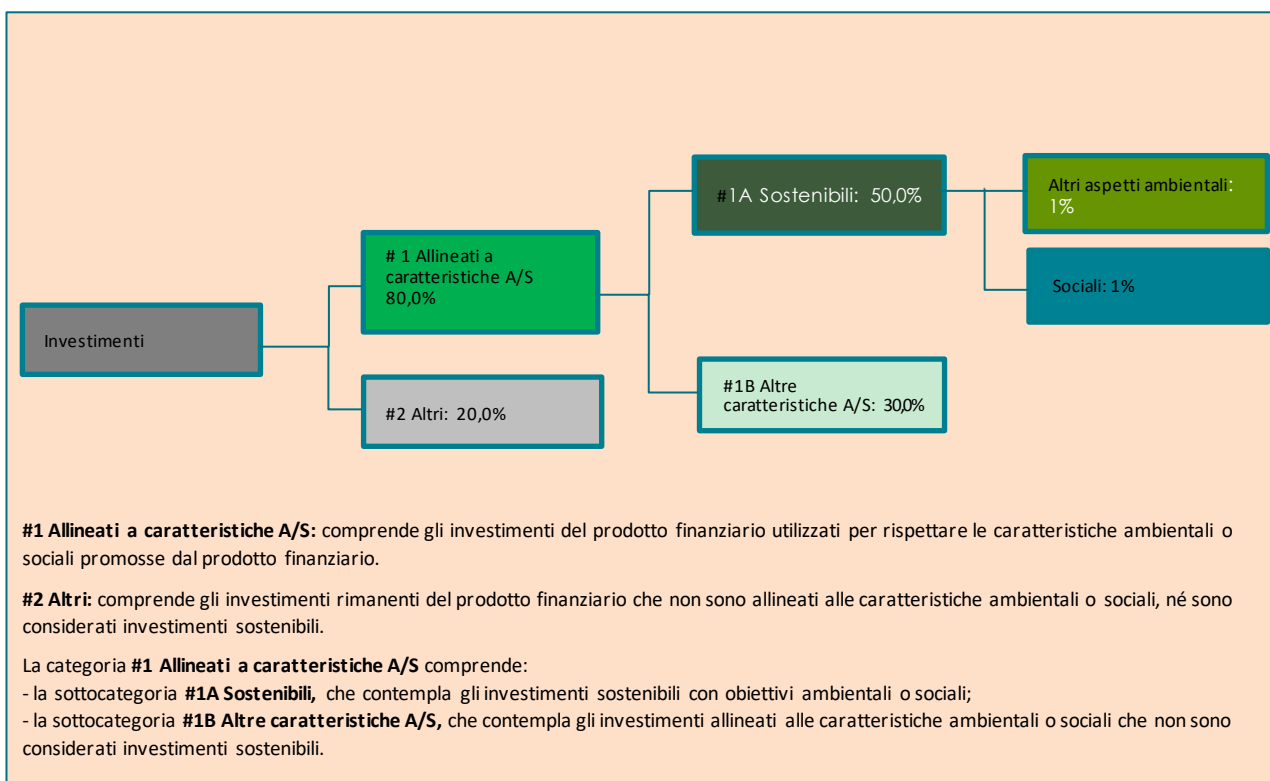 Investimenti
# 1 Allineati a
caratteristiche A/S
80,0%
#2 Altri: 20,0%
#1A Sostenibili: 50,0%
#1B Altre
caratteristiche A/S: 30,0%
Altri aspetti ambientali:
1%
Sociali: 1%
#1 Allineati a caratteristiche A/S: comprende gli investimenti del prodotto finanziario utilizzati per rispettare le caratteristiche ambientali o
sociali promosse dal prodotto finanziario.
#2 Altri: comprende gli investimenti rimanenti del prodotto finanziario che non sono allineati alle caratteristiche ambientali o sociali, né sono
considerati investimenti sostenibili.
La categoria #1 Allineati a caratteristiche A/S comprende:
- la sottocategoria #1A Sostenibili, che contempla gli investimenti sostenibili con obiettivi ambientali o sociali;
- la sottocategoria #1B Altre caratteristiche A/S, che contempla gli investimenti allineati alle caratteristiche ambientali o sociali che non sono
considerati investimenti sostenibili.